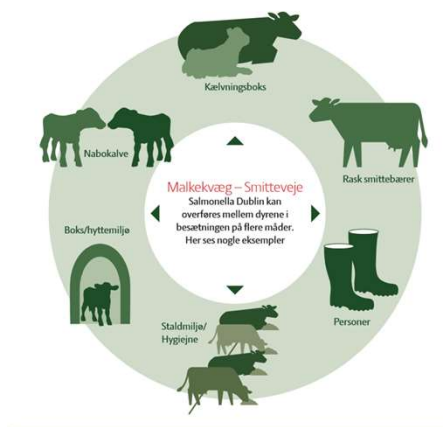 Kælvningsboks
Nabokalve
Rask smittebærer
Malkekvæg – Smitteveje
Salmonella Dublin kan
overføres mellem dyrene i
besætningen på flere måder.
Her ses nogle eksempler
Boks/hyttemiljø
Personer
Staldmiljø/
Hygiejne